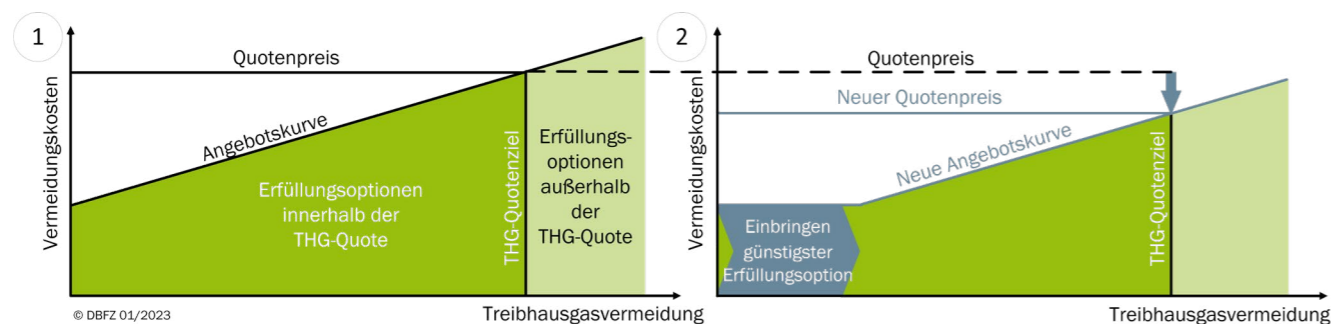 1
Quotenpreis
Vermeidungskosten
Angebotskurve
Erfüllungsoptionen
innerhalb der
THG-Quote
THG-Quotenziel
Erfüllungs-
optionen
außerhalb
der
THG-Quote
© DBFZ 01/2023
Treibhausgasvermeidung
2
Quotenpreis
Neuer Quotenpreis
Vermeidungskosten
Neue Angebotskurve
Einbringen
günstigster
Erfüllungsoption
THG-Quotenziel
Treibhausgasvermeidung